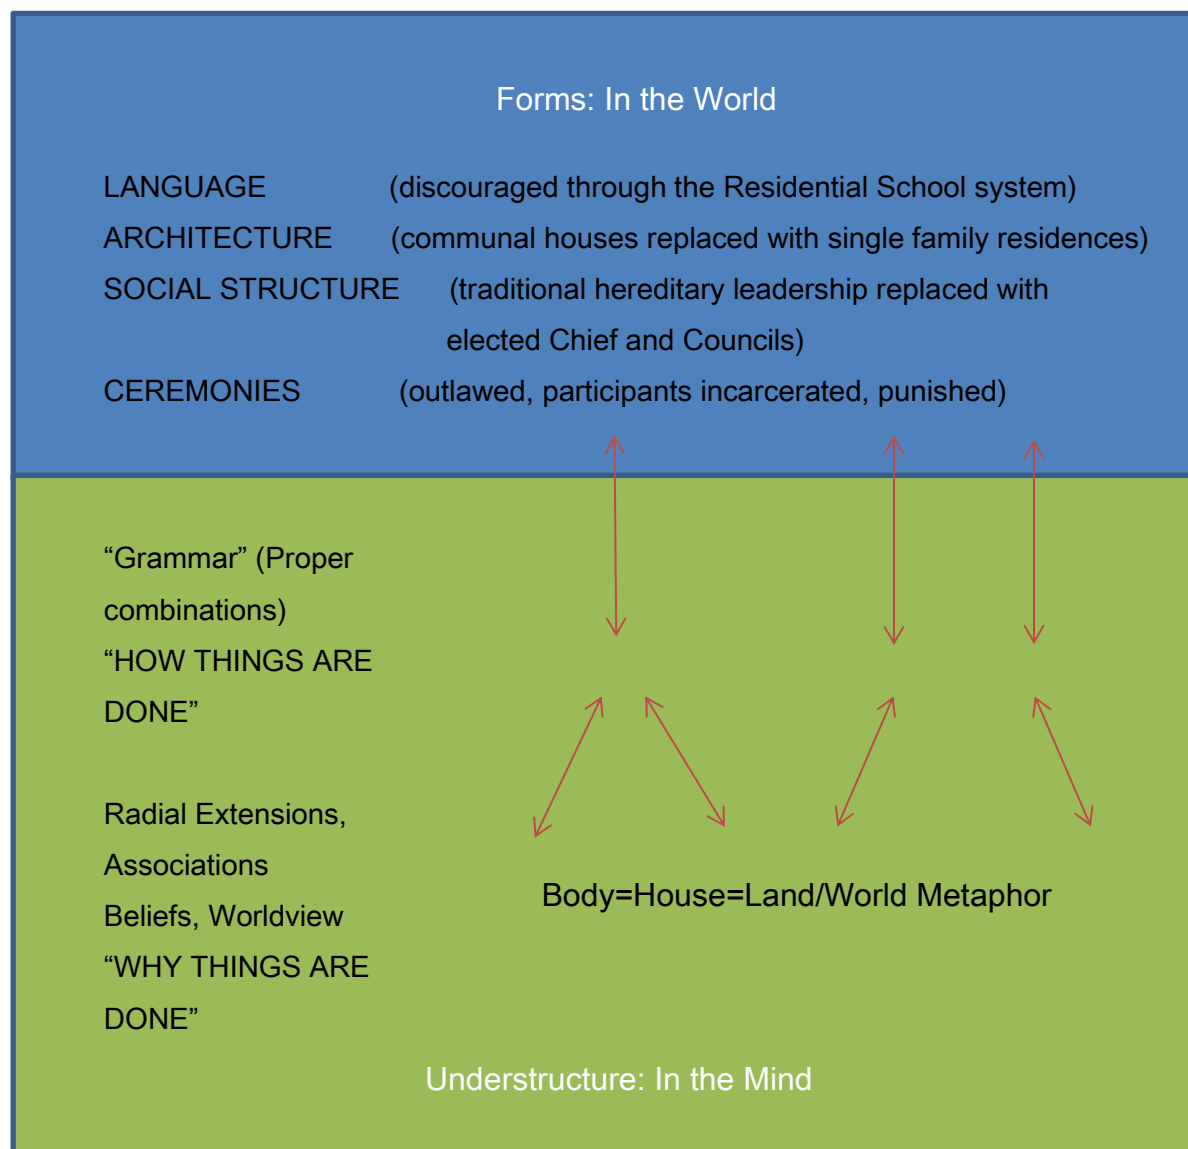 Forms: In the World
LANGUAGE (discouraged through the Residential School system)
ARCHITECTURE (communal houses replaced with single family residences)
SOCIAL STRUCTURE (traditional hereditary leadership replaced with
elected Chief and Councils)
CEREMONIES (outlawed, participants incarcerated, punished)
“Grammar” (Proper
combinations)
“HOW THINGS ARE
DONE”
Radial Extensions,
Associations
Beliefs, Worldview
“WHY THINGS ARE
DONE”
Body=House=Land/World Metaphor
Understructure: In the Mind